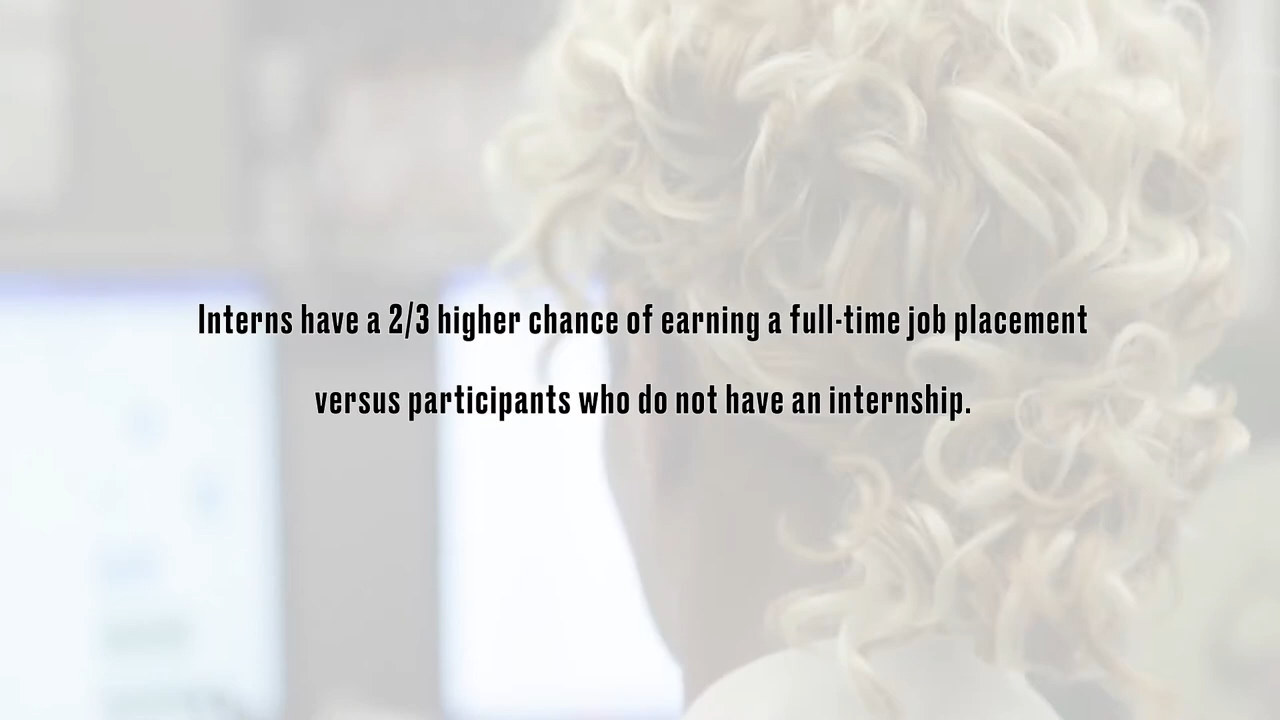 Interns have a 2/3 higher chance of earning a full-time job placement
versus participants who do not have an internship.